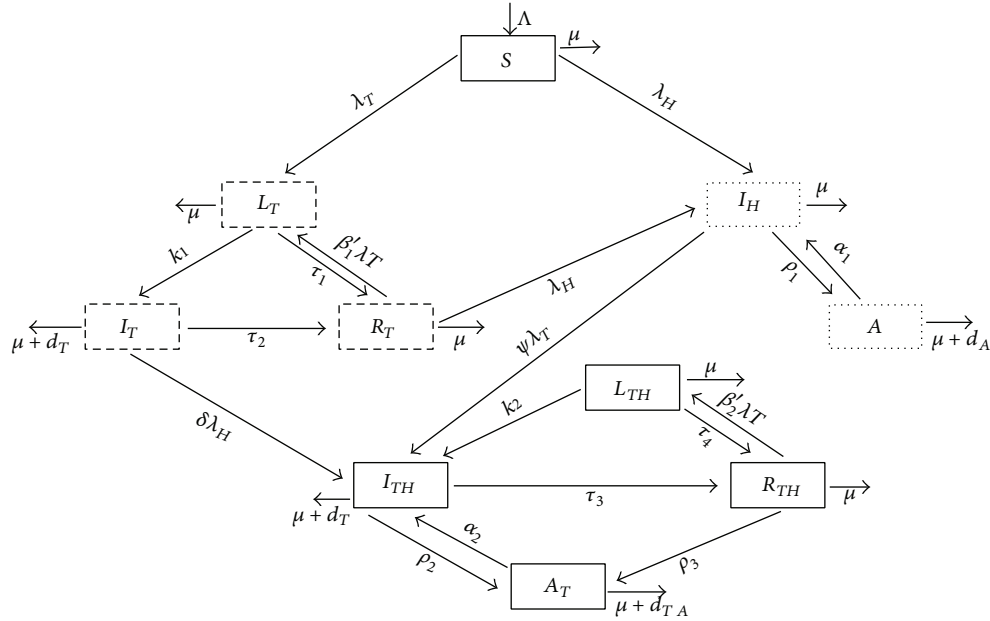 Λ
S
μ
λ_T
λ_H
L_T
μ
I_H
μ
k_1
τ_1
β′_1λT
λ_H
ρ_1
α_1
I_T
μ + d_T
τ_2
R_T
μ
A
μ + d_A
ψλ_T
δλ_H
k_2
L_TH
μ
β′_2λT
τ_4
I_TH
μ + d_T
τ_3
R_TH
μ
α_2
ρ_2
ρ_3
A_T
μ + d_T A